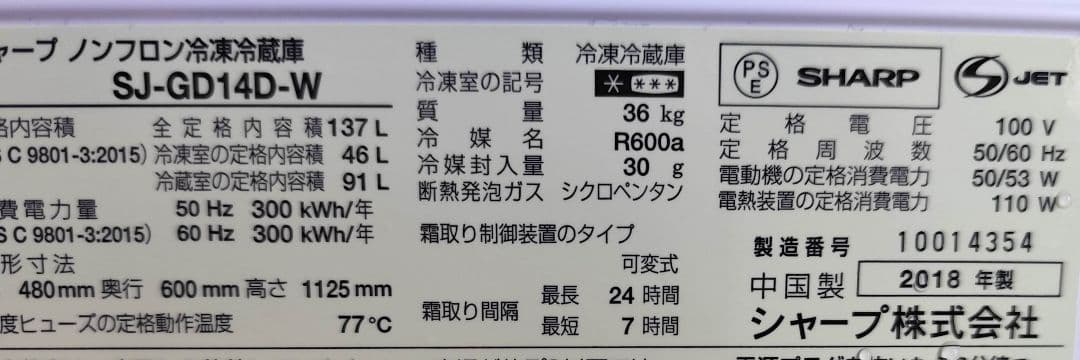 ャープ ノンフロン冷凍冷蔵庫
SJ-GD14D-W
格内容積 全定格内容積 137 L
S C 9801-3:2015) 冷凍室の定格内容積 46 L
冷蔵室の定格内容積 91 L
費電力量 50 Hz 300 kWh/年
S C 9801-3:2015) 60 Hz 300 kWh/年
形寸法
480 mm 奥行 600 mm 高さ 1125 mm
度ヒューズの定格動作温度 77℃
種類 冷凍冷蔵庫
冷凍室の記号 * ***
質量 36 kg
冷媒名 R600a
冷媒封入量 30 g
断熱発泡ガス シクロペンタン
霜取り制御装置のタイプ
可変式
霜取り間隔 最長 24 時間
最短 7 時間
PSE SHARP S JET
定格電圧 100 V
定格周波数 50/60 Hz
電動機の定格消費電力 50/53 W
電熱装置の定格消費電力 110 W
製造番号 10014354
中国製 2018 年製
シャープ株式会社